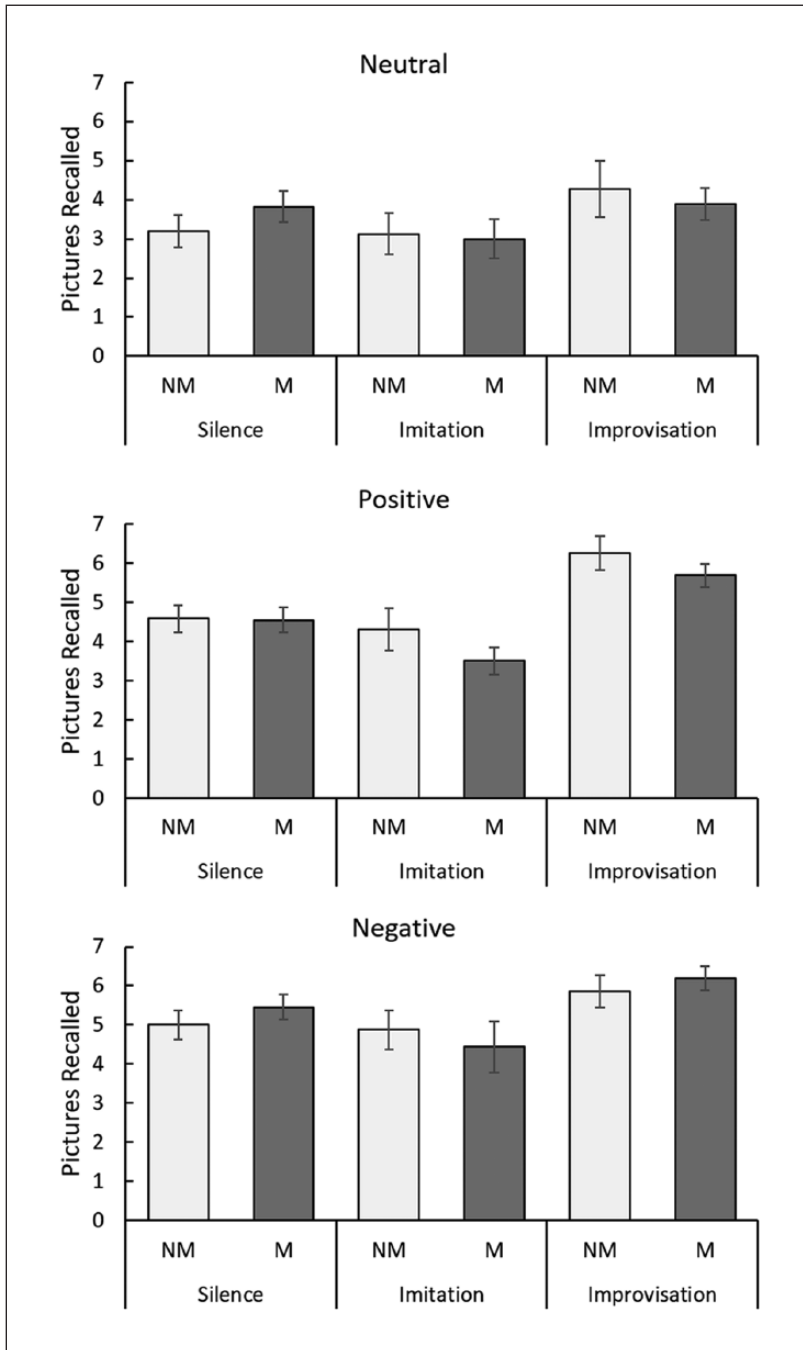 Neutral
Pictures Recalled
7
6
5
4
3
2
1
0
NM M NM M NM M
Silence Imitation Improvisation
Positive
Pictures Recalled
7
6
5
4
3
2
1
0
NM M NM M NM M
Silence Imitation Improvisation
Negative
Pictures Recalled
7
6
5
4
3
2
1
0
NM M NM M NM M
Silence Imitation Improvisation